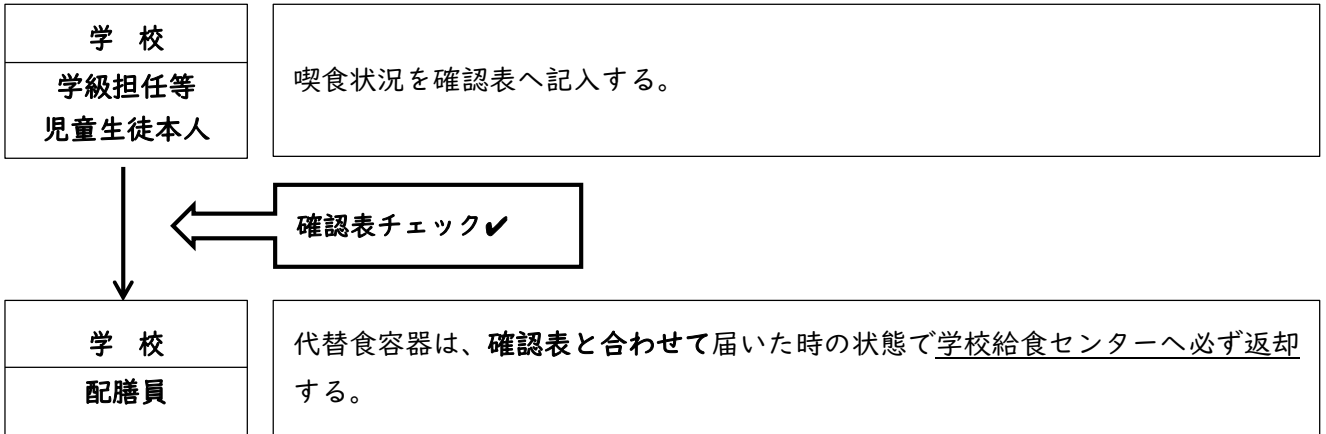 学　校
学級担任等
児童生徒本人
喫食状況を確認表へ記入する。
確認表チェック✔
学　校
配膳員
代替食容器は、確認表と合わせて届いた時の状態で学校給食センターへ必ず返却
する。